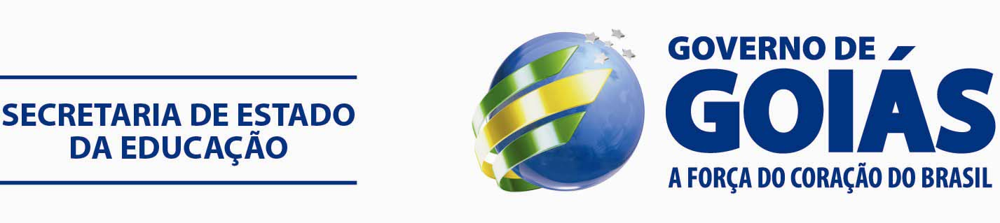 SECRETARIA DE ESTADO
DA EDUCAÇÃO
GOVERNO DE
GOIÁS
A FORÇA DO CORAÇÃO DO BRASIL